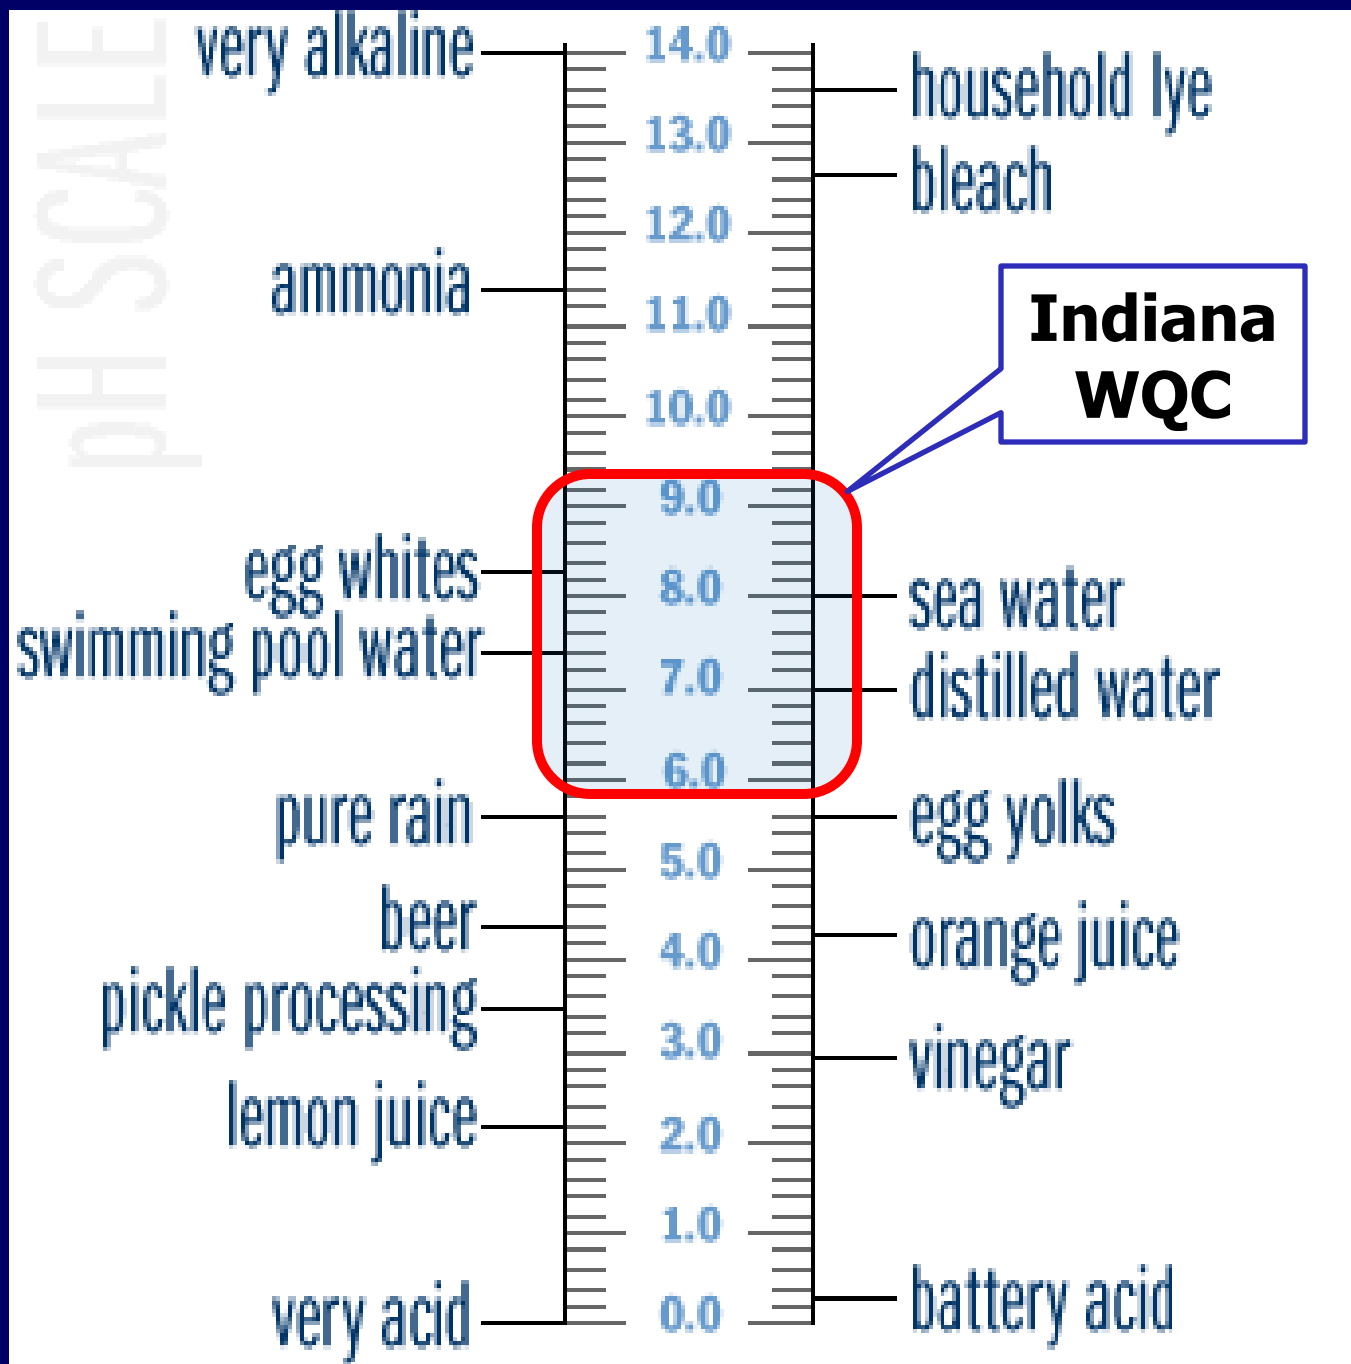 pH SCALE
very alkaline
ammonia
egg whites
swimming pool water
pure rain
beer
pickle processing
lemon juice
very acid
14.0
13.0
12.0
11.0
10.0
9.0
8.0
7.0
6.0
5.0
4.0
3.0
2.0
1.0
0.0
household lye
bleach
Indiana
WQC
sea water
distilled water
egg yolks
orange juice
vinegar
battery acid